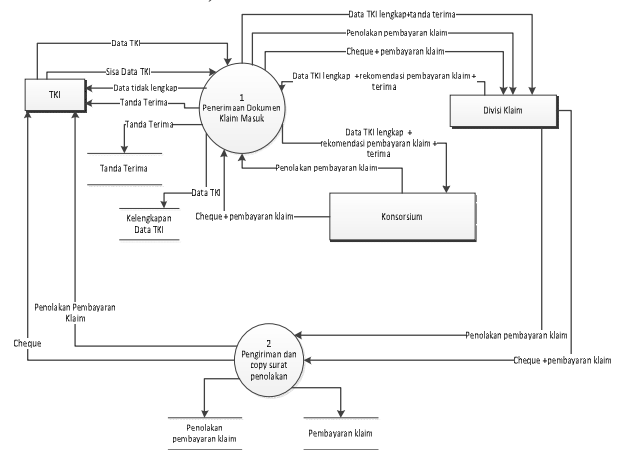 Data TKI lengkap+tanda terima
Penolakan pembayaran klaim
Data TKI
Cheque + pembayaran klaim
Sisa Data TKI
Data TKI lengkap +rekomendasi pembayaran klaim +
terima
Data tidak lengkap
TKI
1
Penerimaan Dokumen
Klaim Masuk
Tanda Terima
Divisi Klaim
Tanda Terima
Data TKI lengkap +
rekomendasi pembayaran klaim +
terima
Tanda Terima
Penolakan pembayaran klaim
Data TKI
Kelengkapan
Data TKI
Cheque + pembayaran klaim
Konsorsium
Penolakan Pembayaran
Klaim
Cheque
2
Pengiriman dan
copy surat
penolakan
Penolakan pembayaran klaim
Cheque +pembayaran klaim
Penolakan
pembayaran klaim
Pembayaran klaim